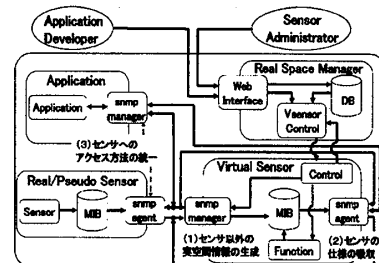 Application
Developer
Sensor
Administrator
Real Space Manager
Web
Interface
DB
Vsensor
Control
Application
Application
snmp
manager
(3)センサへの
アクセス方法の統一
Real/Pseudo Sensor
Sensor
MIB
snmp
agent
Virtual Sensor
Control
snmp
manager
MIB
snmp
agent
(1)センサ以外の
実空間情報の生成
(2)センサの
仕様の吸収
Function